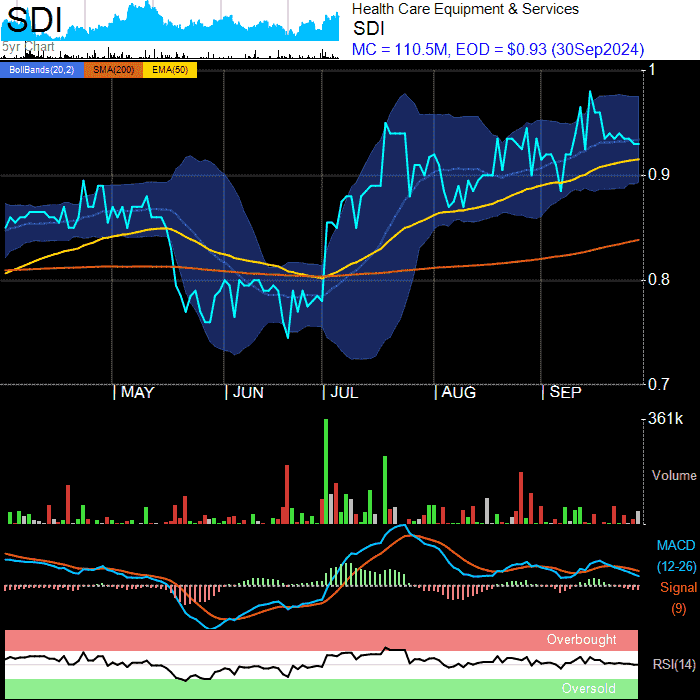 SDI
5yr Chart
Health Care Equipment & Services
SDI
MC = 110.5M, EOD = $0.93 (30Sep2024)
BollBands(20,2) SMA(200) EMA(50)
1
0.9
0.8
0.7
MAY JUN JUL AUG SEP
361k
Volume
MACD
(12-26)
Signal
(9)
Overbought
RSI(14)
Oversold